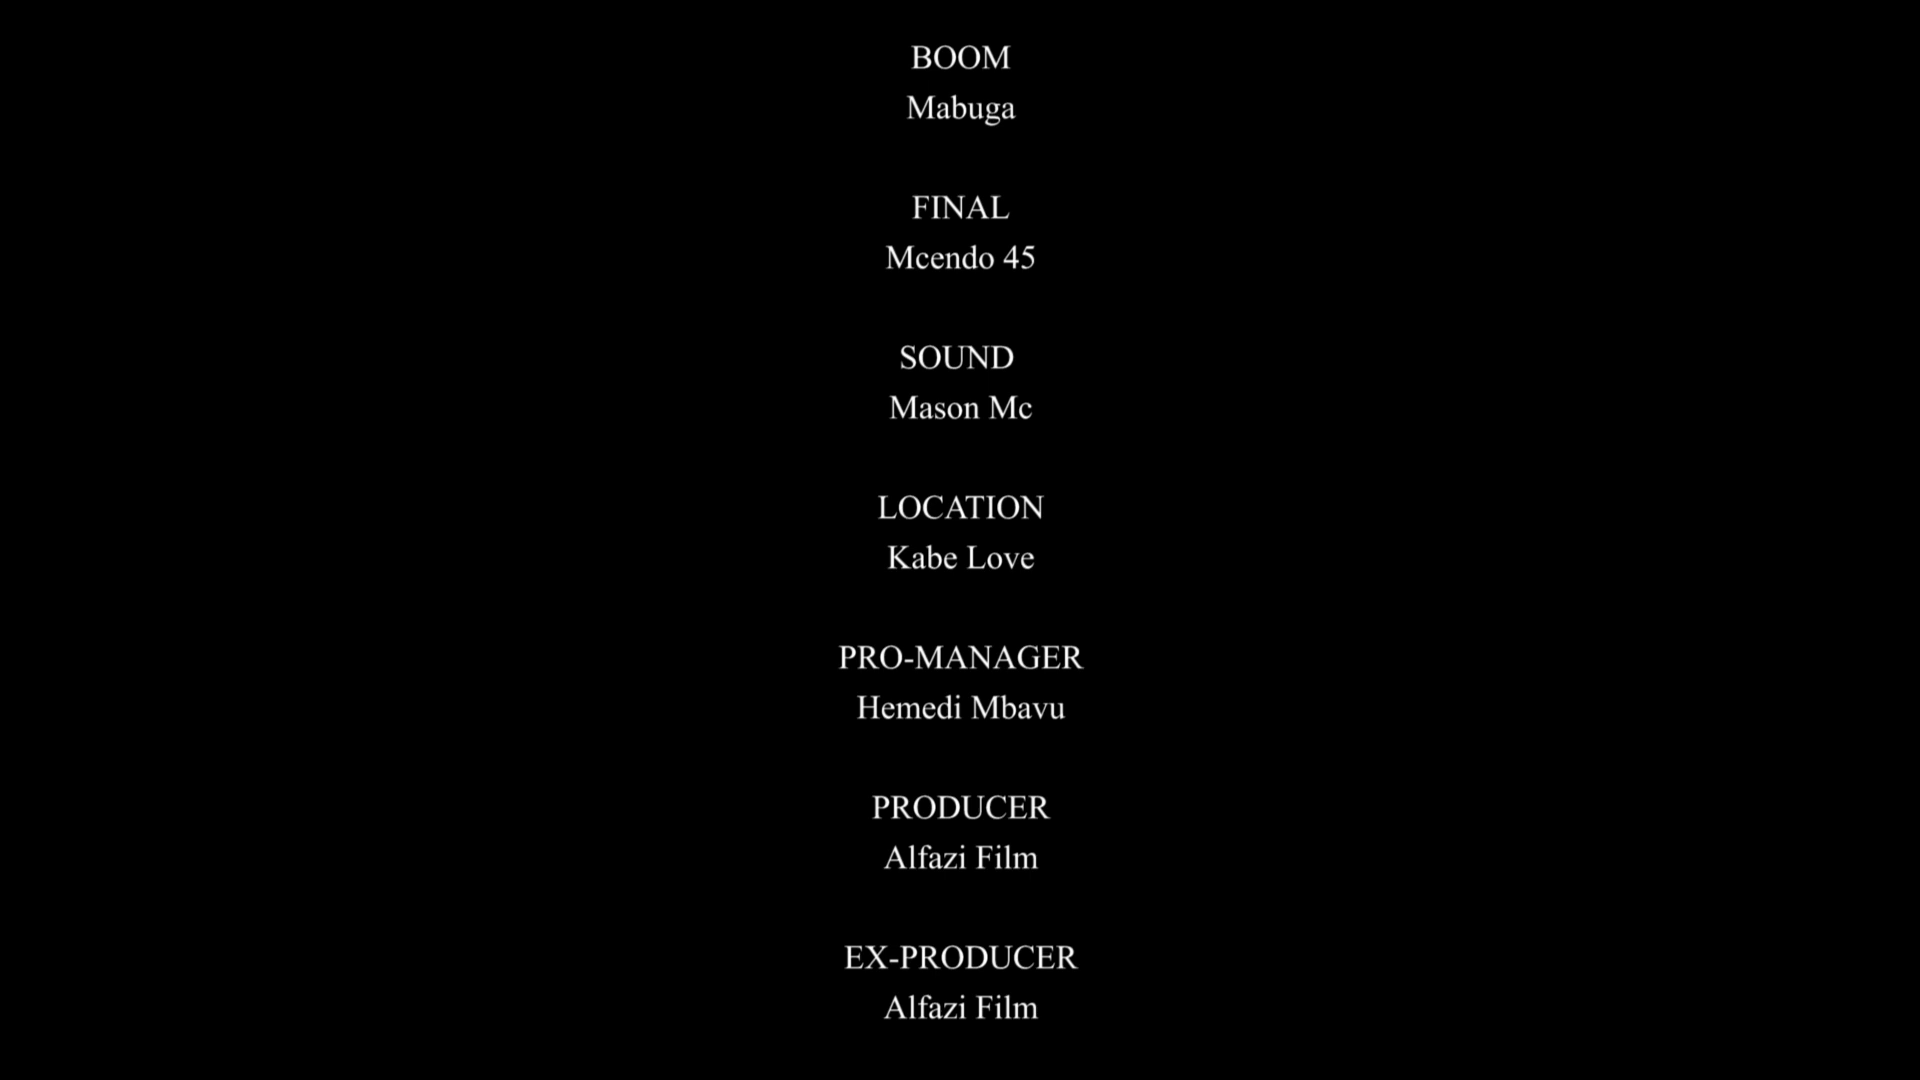 BOOM
Mabuga
FINAL
Mcendo 45
SOUND
Mason Mc
LOCATION
Kabe Love
PRO-MANAGER
Hemedi Mbavu
PRODUCER
Alfazi Film
EX-PRODUCER
Alfazi Film